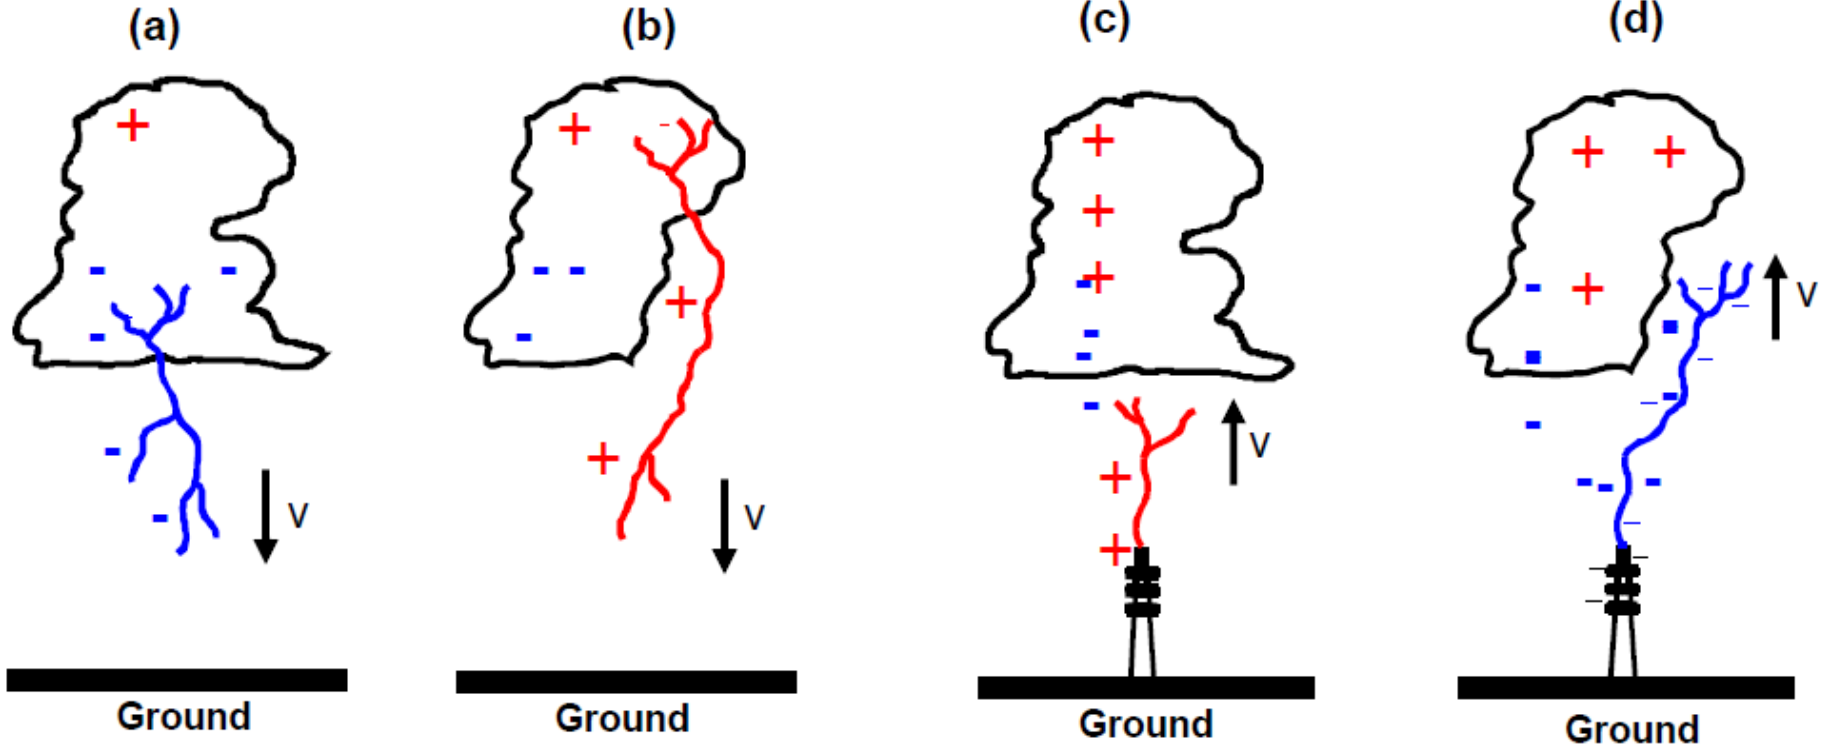 (a) (b) (c) (d)
+ + + + +
+
- - - - + - +
- - - -
+ -
- - -
- + + - - -
- +
V V V V
Ground Ground Ground Ground